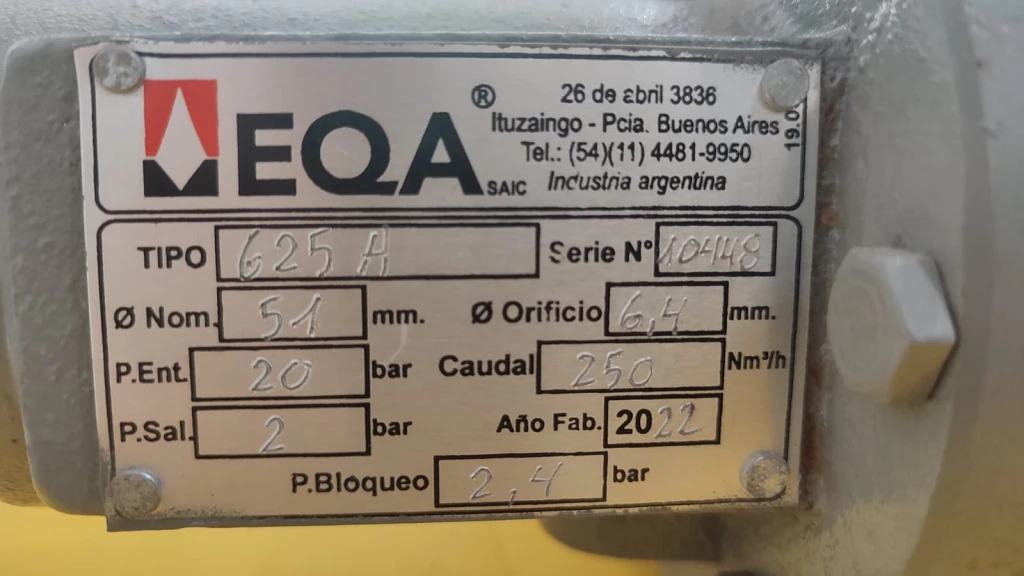 EQA ® SAIC
26 de abril 3836
Ituzaingo - Pcia. Buenos Aires
Tel.: (54)(11) 4481-9950
Industria argentina
19.0
TIPO 625 A Serie N° 10448
Ø Nom. 51 mm. Ø Orificio 6,4 mm.
P.Ent. 20 bar Caudal 250 Nm³/h
P.Sal. 2 bar Año Fab. 2022
P.Bloqueo 2,4 bar